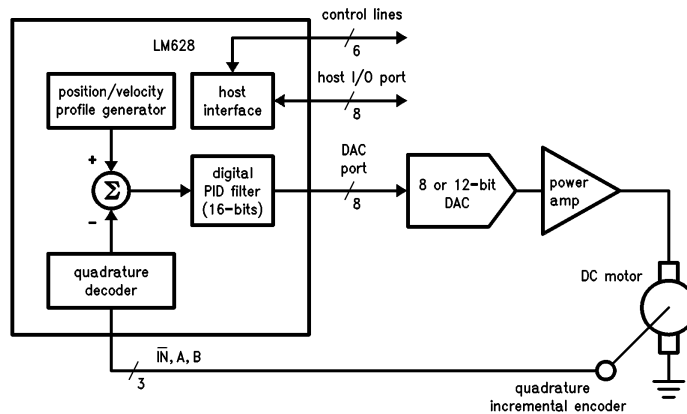 LM628
control lines
6
host I/O port
8
position/velocity
profile generator
host
interface
+
Σ
−
digital
PID filter
(16-bits)
DAC
port
8
8 or 12-bit
DAC
power
amp
quadrature
decoder
DC motor
I̅N̅, A, B
3
quadrature
incremental encoder